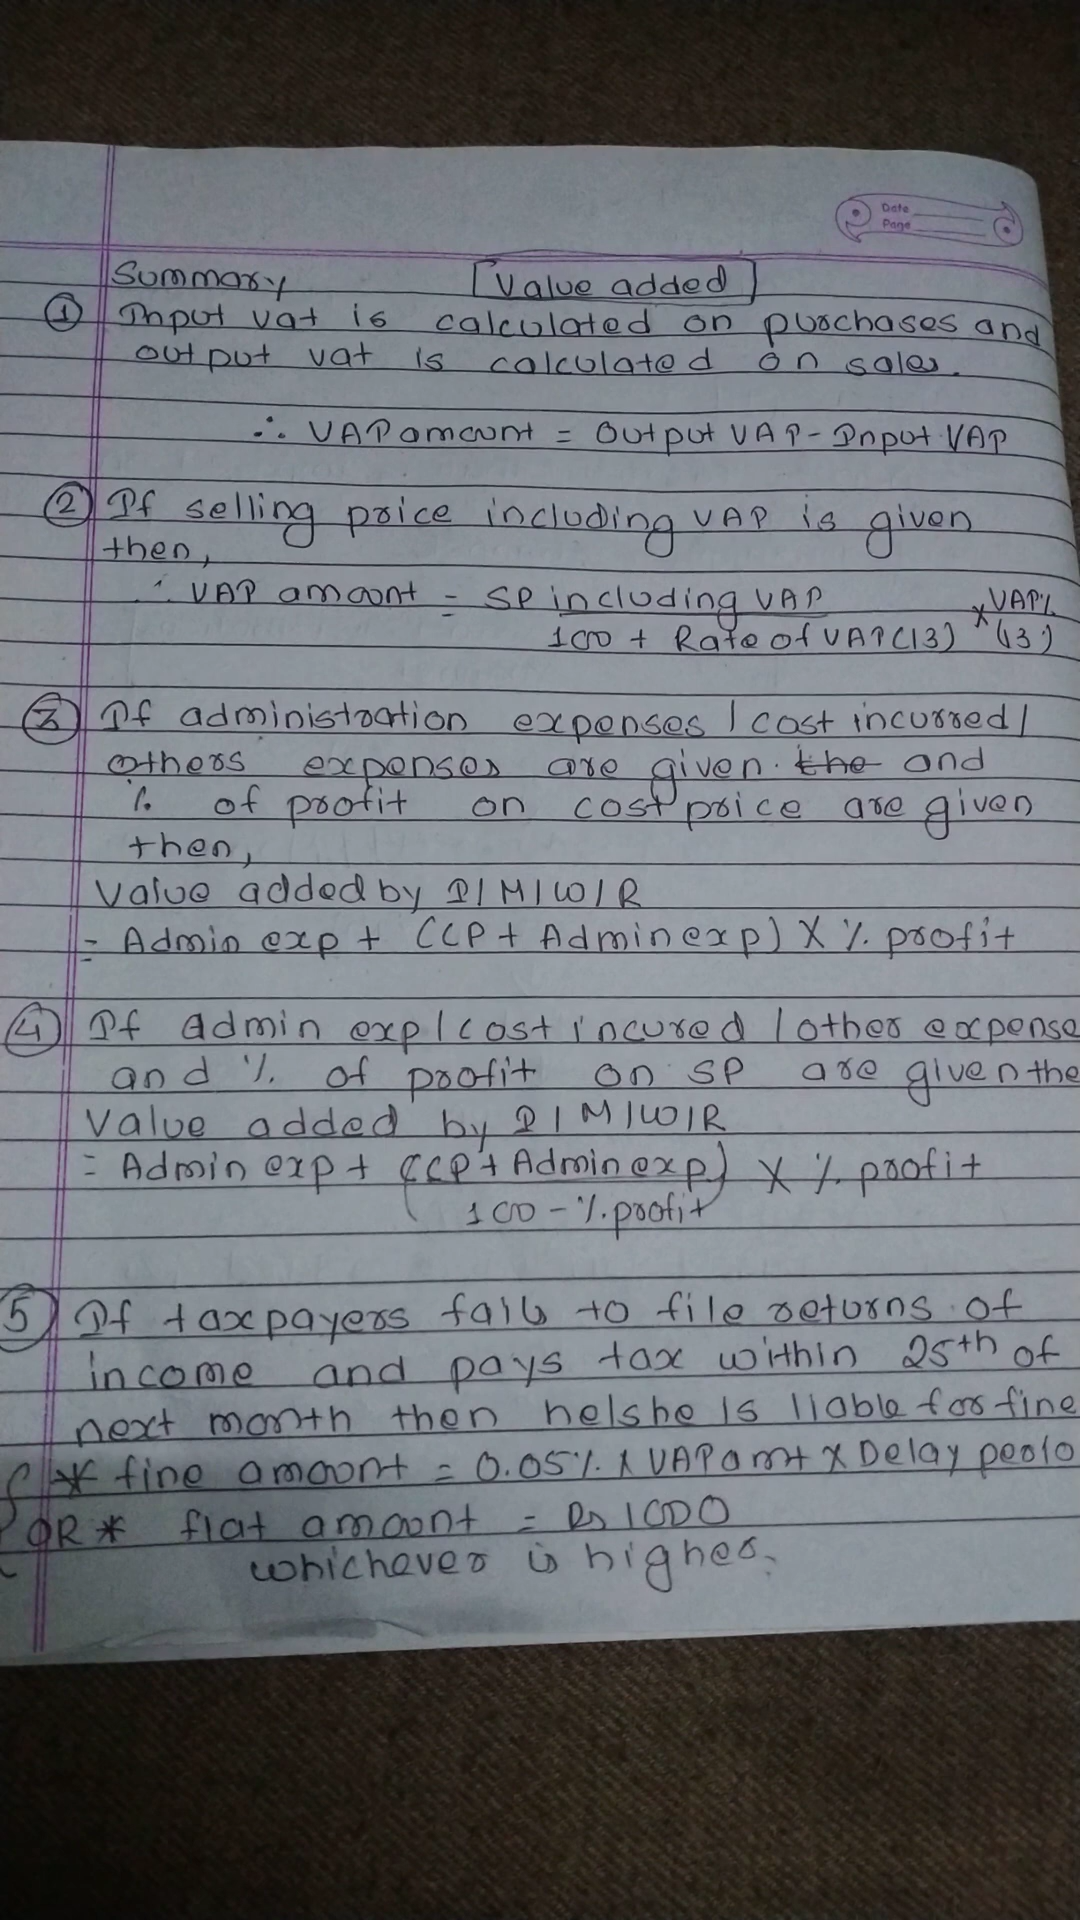 Date
Page
Summary [Value added]
① Input vat is calculated on purchases and
output vat is calculated on sales.
∴ VAT amount = Output VAT - Input VAT
② If selling price including VAT is given
then,
∴ VAT amount = SP including VAT × VAT%
100 + Rate of VAT (13) (13)
③ If administration expenses / cost incurred /
others expenses are given. the and
% of profit on cost price are given
then,
Value added by I/M/W/R
= Admin exp + (CP + Admin exp) X % profit
④ If admin exp / cost incured / other expense
and % of profit on SP are given the
Value added by I/M/W/R
= Admin exp + (CP + Admin exp) X % profit
100 - % profit
⑤ If taxpayers fails to file returns of
income and pays tax within 25th of
next month then he/she is liable for fine
* fine amount = 0.05% x VAT amt x Delay peoio
OR * flat amount = Rs 1000
whichever is higher.